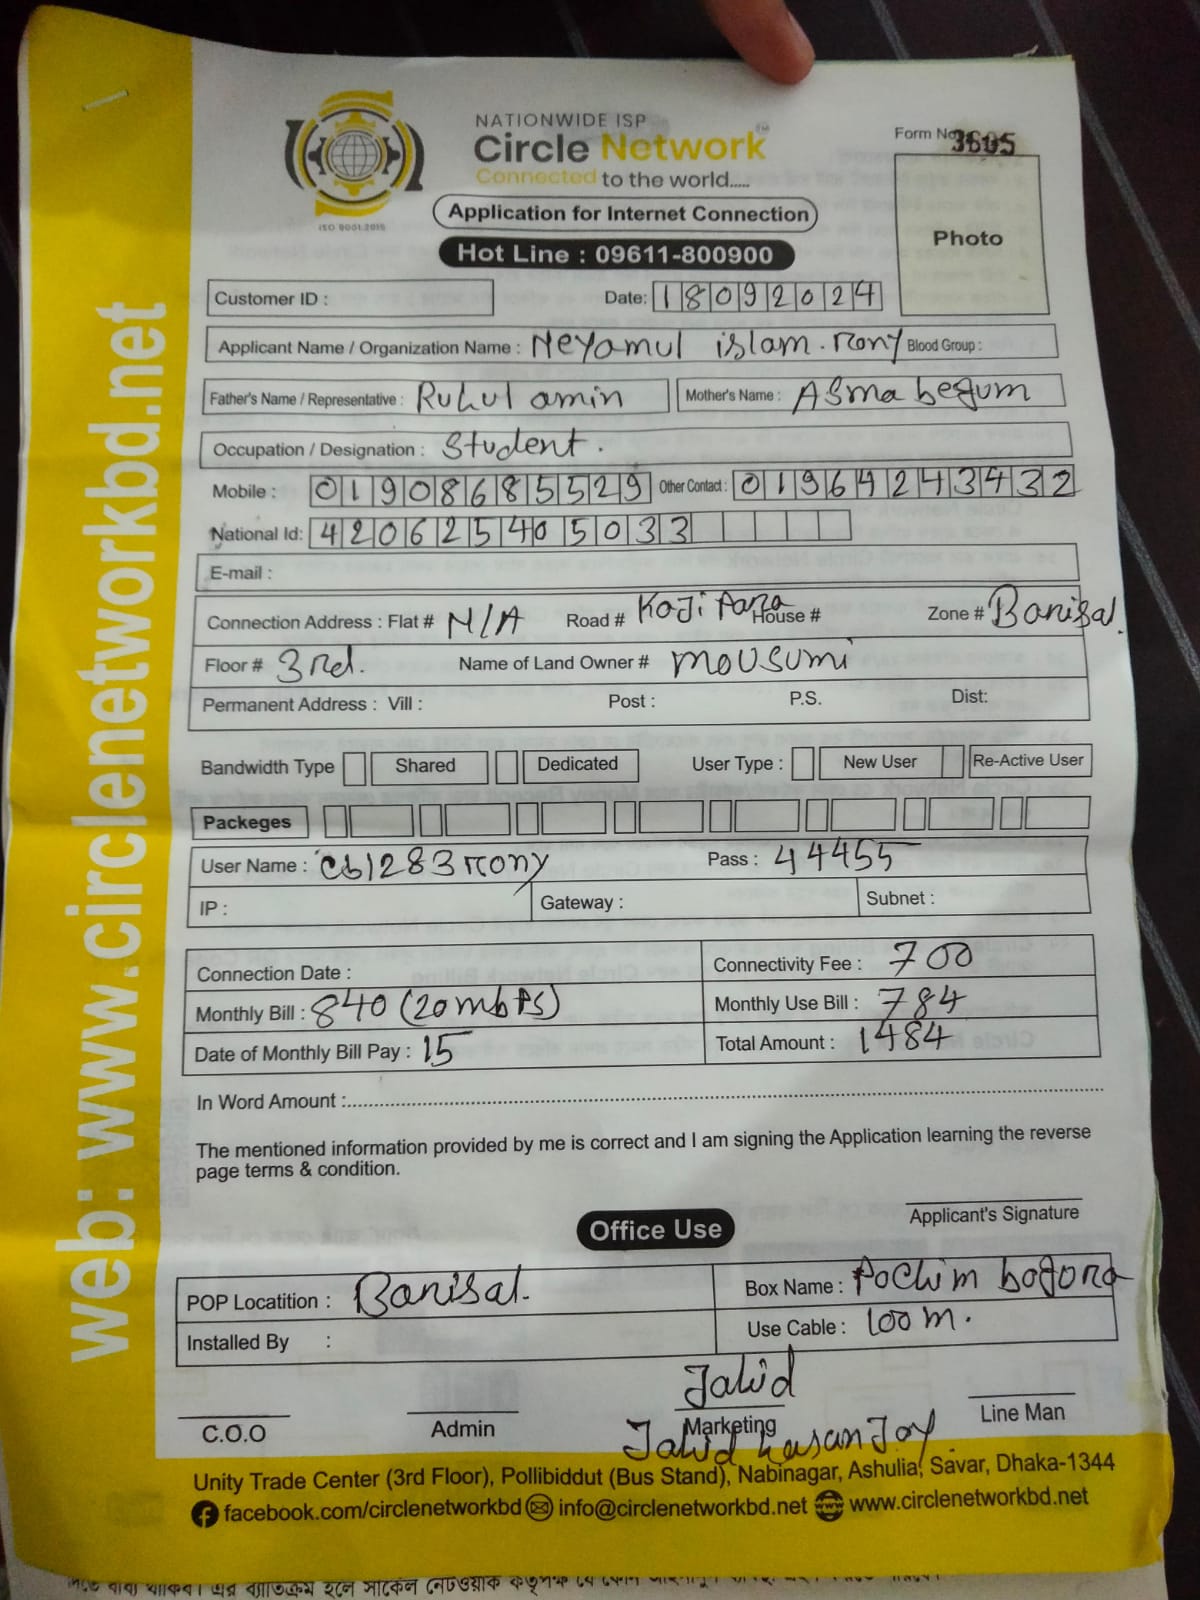 NATIONWIDE ISP
Circle Network TM
Connected to the world.....
ISO 9001:2015
Form No 3605
Application for Internet Connection
Photo
Hot Line : 09611-800900
Customer ID :
Date: 18092024
Applicant Name / Organization Name : Neyamul islam. rony Blood Group :
Father's Name / Representative : Ruhul amin Mother's Name : Asma begum
Occupation / Designation : Student.
Mobile : 01908685529 Other Contact : 01964243432
National Id: 420625405033
E-mail :
Connection Address : Flat # N/A Road # Kaji Para House # Zone # Barisal.
Floor # 3rd. Name of Land Owner # Mousumi
Permanent Address : Vill : Post : P.S. Dist:
Bandwidth Type Shared Dedicated User Type : New User Re-Active User
Packeges
User Name : cb1283rony Pass : 44455
IP : Gateway : Subnet :
Connection Date : Connectivity Fee : 700
Monthly Bill : 840 (20mbps) Monthly Use Bill : 784
Date of Monthly Bill Pay : 15 Total Amount : 1484
In Word Amount :
The mentioned information provided by me is correct and I am signing the Application learning the reverse
page terms & condition.
Applicant's Signature
Office Use
POP Locatition : Barisal. Box Name : Pochim bogora
Installed By : Use Cable : 100 m.
Jahid
C.O.O Admin Marketing Line Man
Jahid hasan Joy
Unity Trade Center (3rd Floor), Pollibiddut (Bus Stand), Nabinagar, Ashulia, Savar, Dhaka-1344
facebook.com/circlenetworkbd info@circlenetworkbd.net www.circlenetworkbd.net
web: www.circlenetworkbd.net